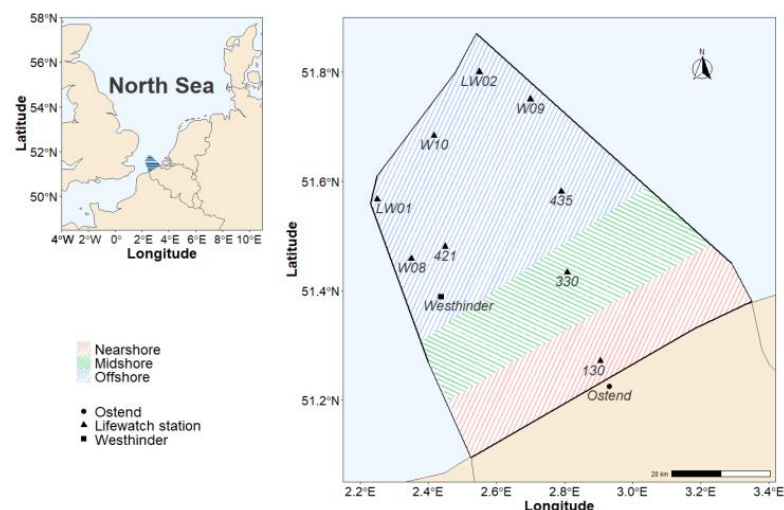 58°N
56°N
54°N
52°N
50°N
Latitude
North Sea
4°W 2°W 0° 2°E 4°E 6°E 8°E 10°E
Longitude
Nearshore
Midshore
Offshore
Ostend
Lifewatch station
Westhinder
51.8°N
51.6°N
51.4°N
51.2°N
Latitude
N
LW02
W09
W10
435
LW01
421
W08
330
Westhinder
130
Ostend
20 km
2.2°E 2.4°E 2.6°E 2.8°E 3.0°E 3.2°E 3.4°E
Longitude